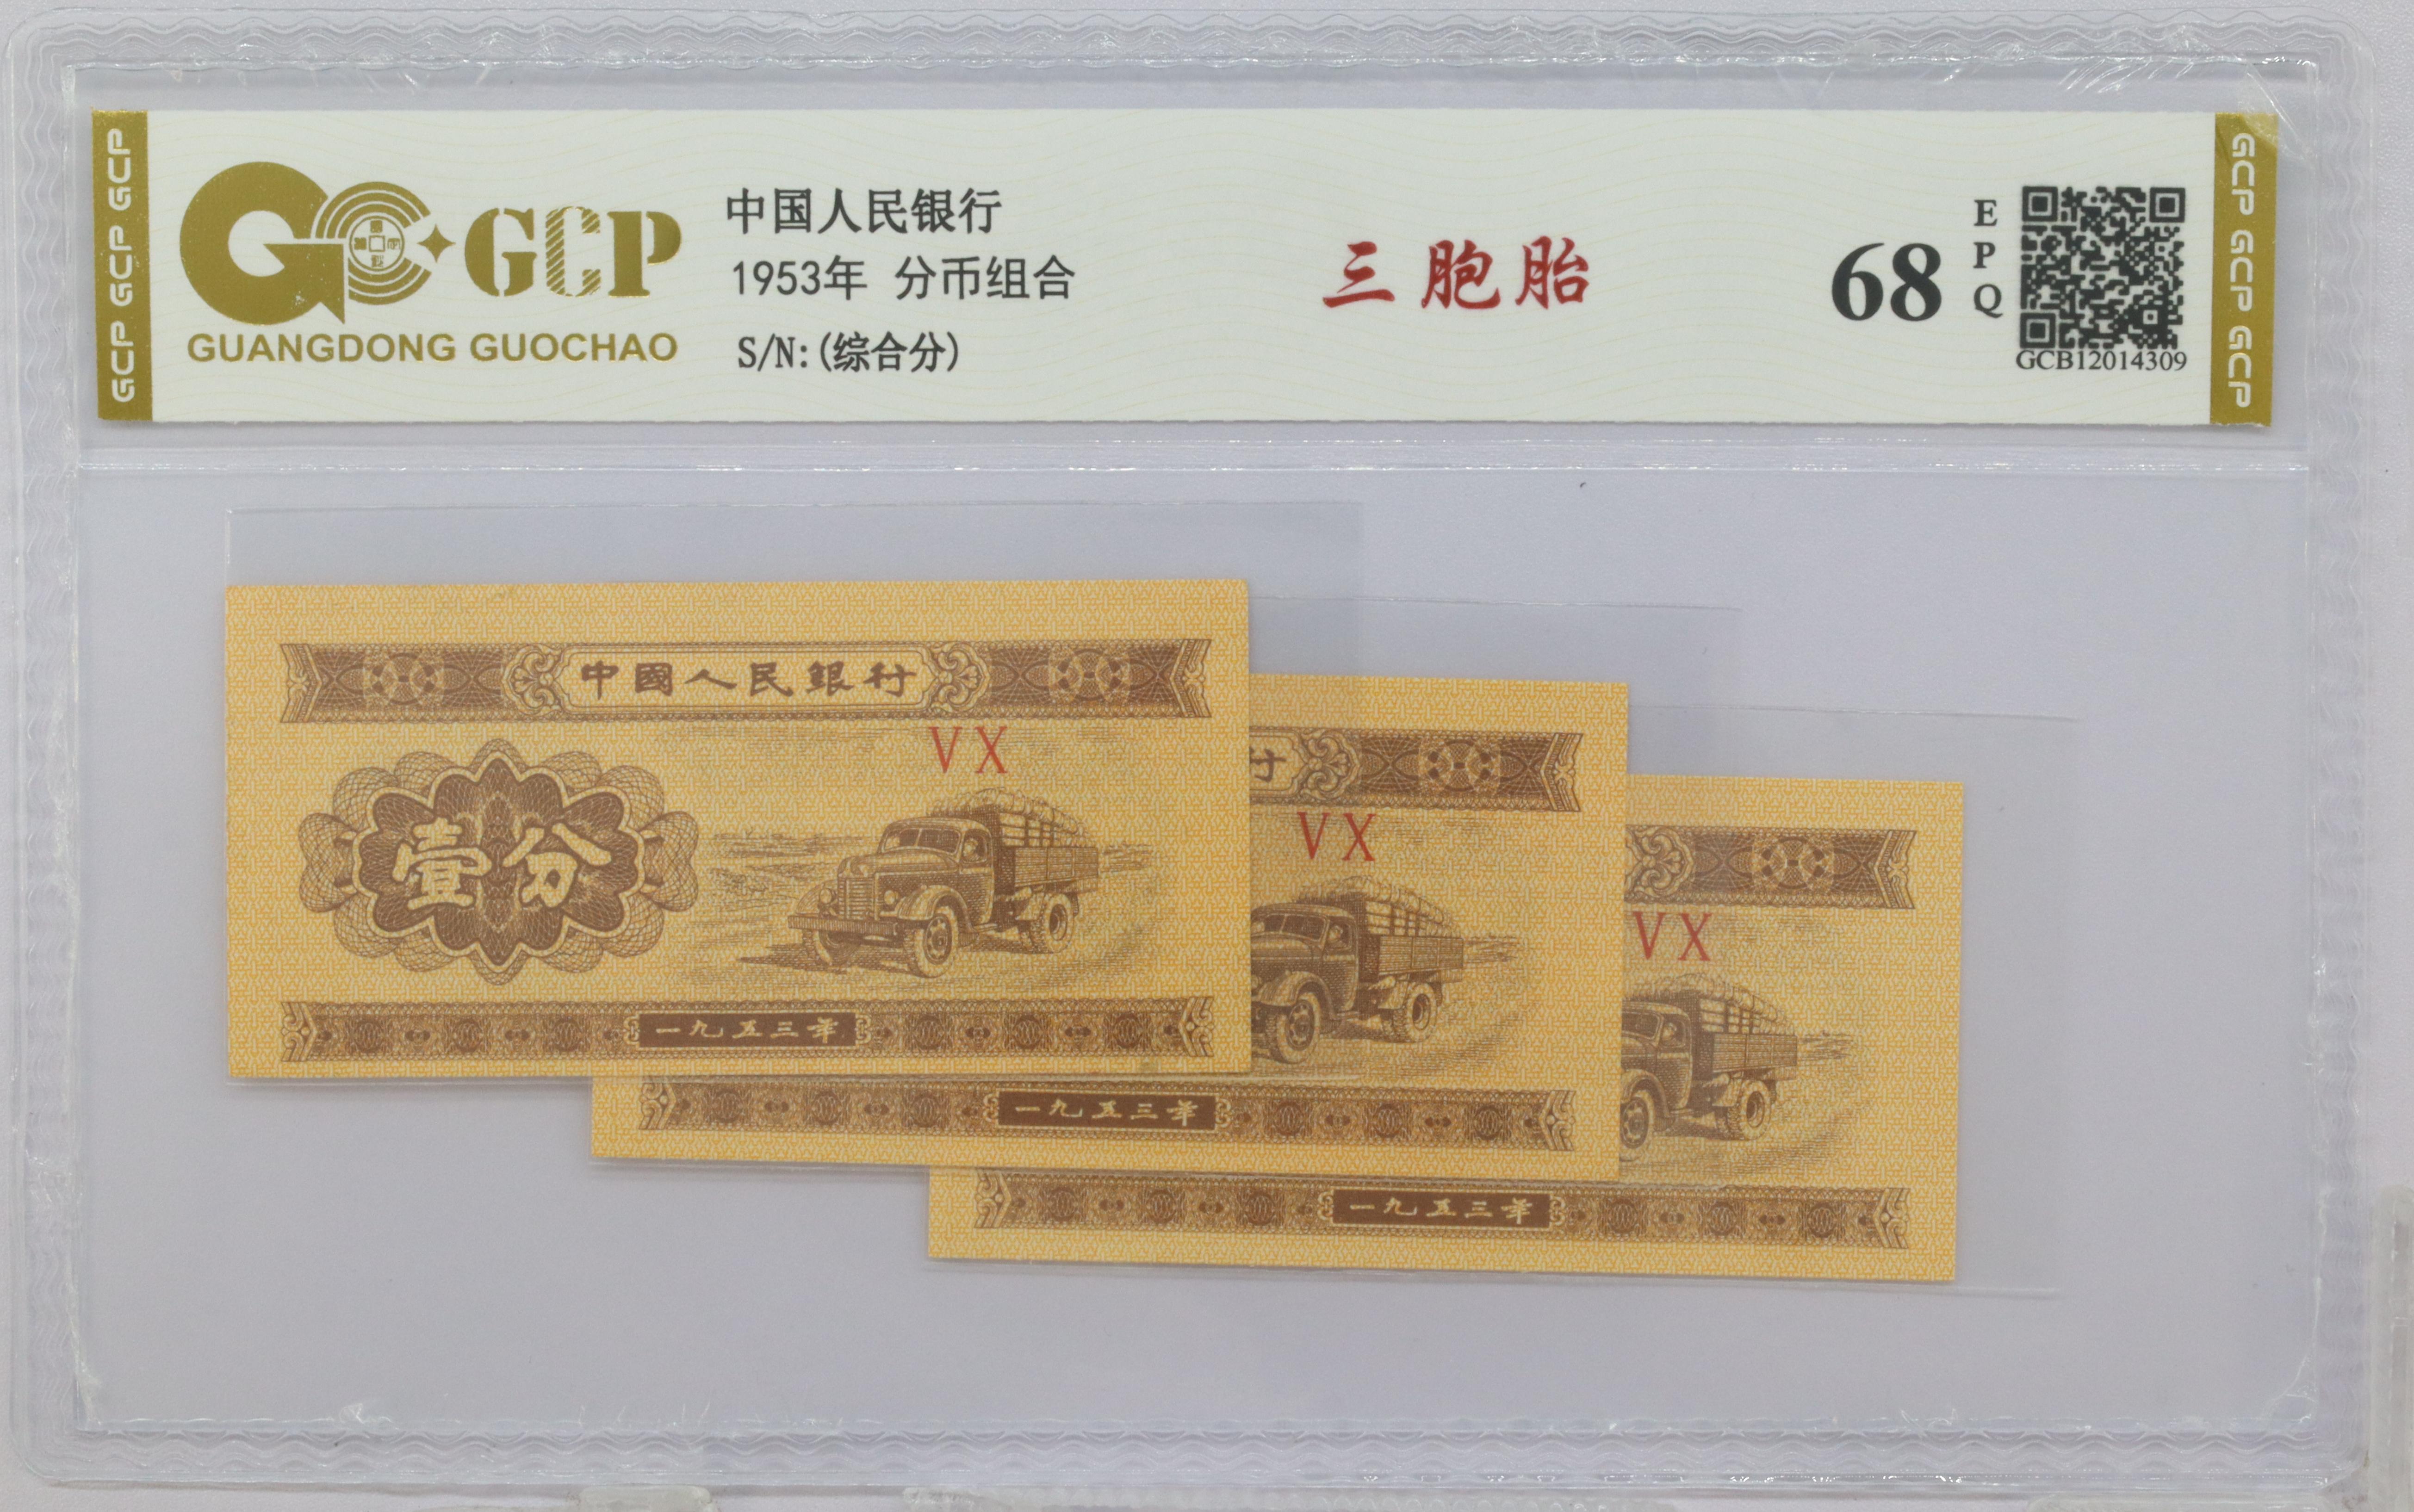 GCP GCP GCP
GCP
GUANGDONG GUOCHAO
中国人民银行
1953年 分币组合
S/N:(综合分)
三胞胎
68
EPQ
GCB12014309
GCP GCP GCP
中國人民銀行
VX
壹分
一九五三年
行
VX
一九五三年
VX
一九五三年